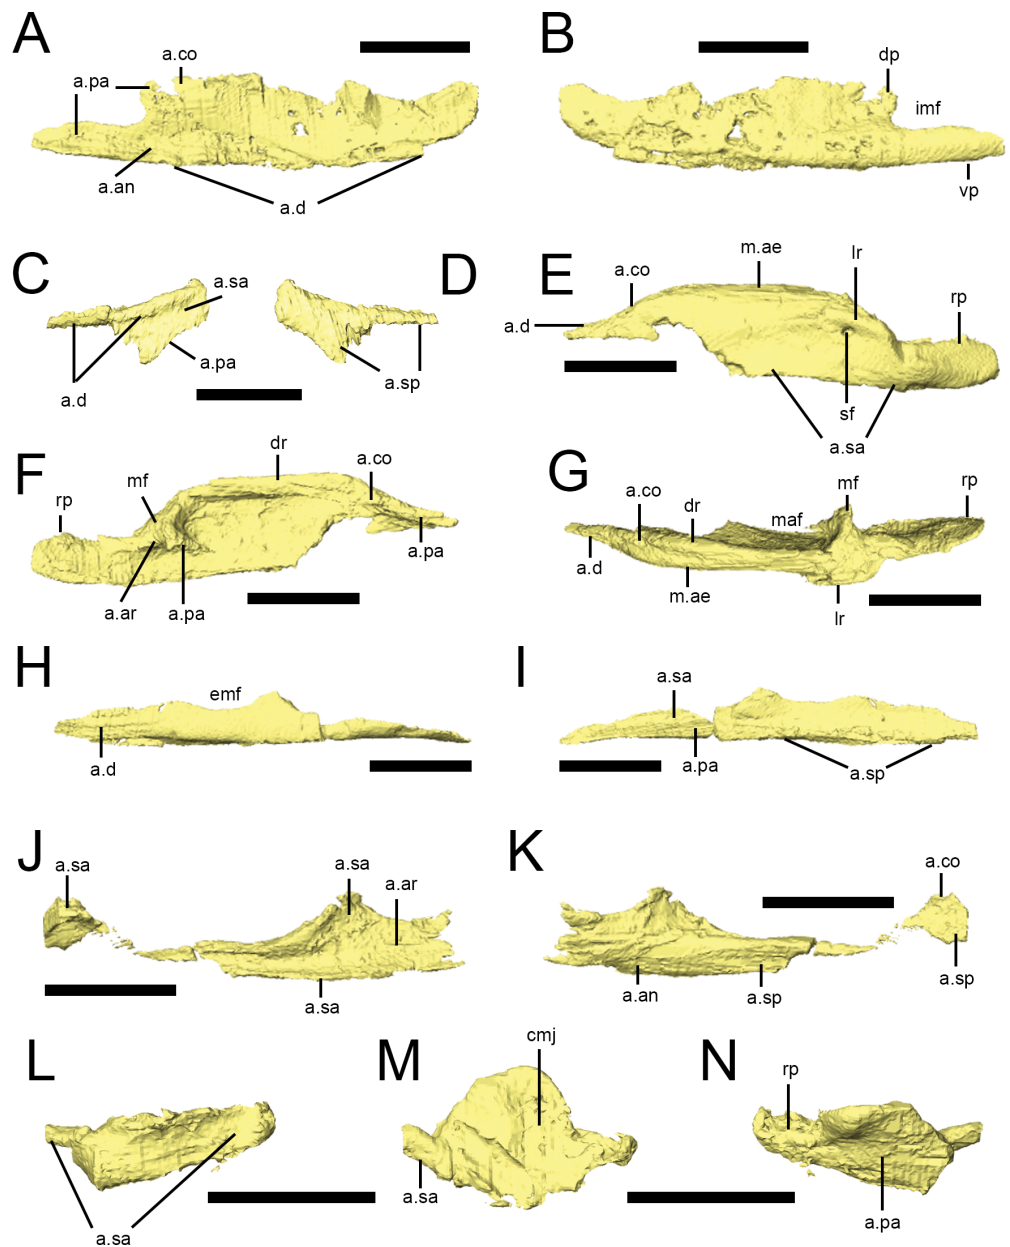 A
a.co
a.pa
a.an
a.d
B
dp
imf
vp
C
a.sa
a.pa
a.d
D
a.sp
E
m.ae
lr
a.co
rp
a.d
sf
a.sa
F
dr
mf
a.co
rp
a.pa
a.ar
a.pa
G
mf
rp
a.co
dr
maf
a.d
m.ae
lr
H
emf
a.d
I
a.sa
a.pa
a.sp
J
a.sa
a.sa
a.ar
a.sa
K
a.co
a.an
a.sp
a.sp
L
a.sa
M
cmj
a.sa
N
rp
a.pa